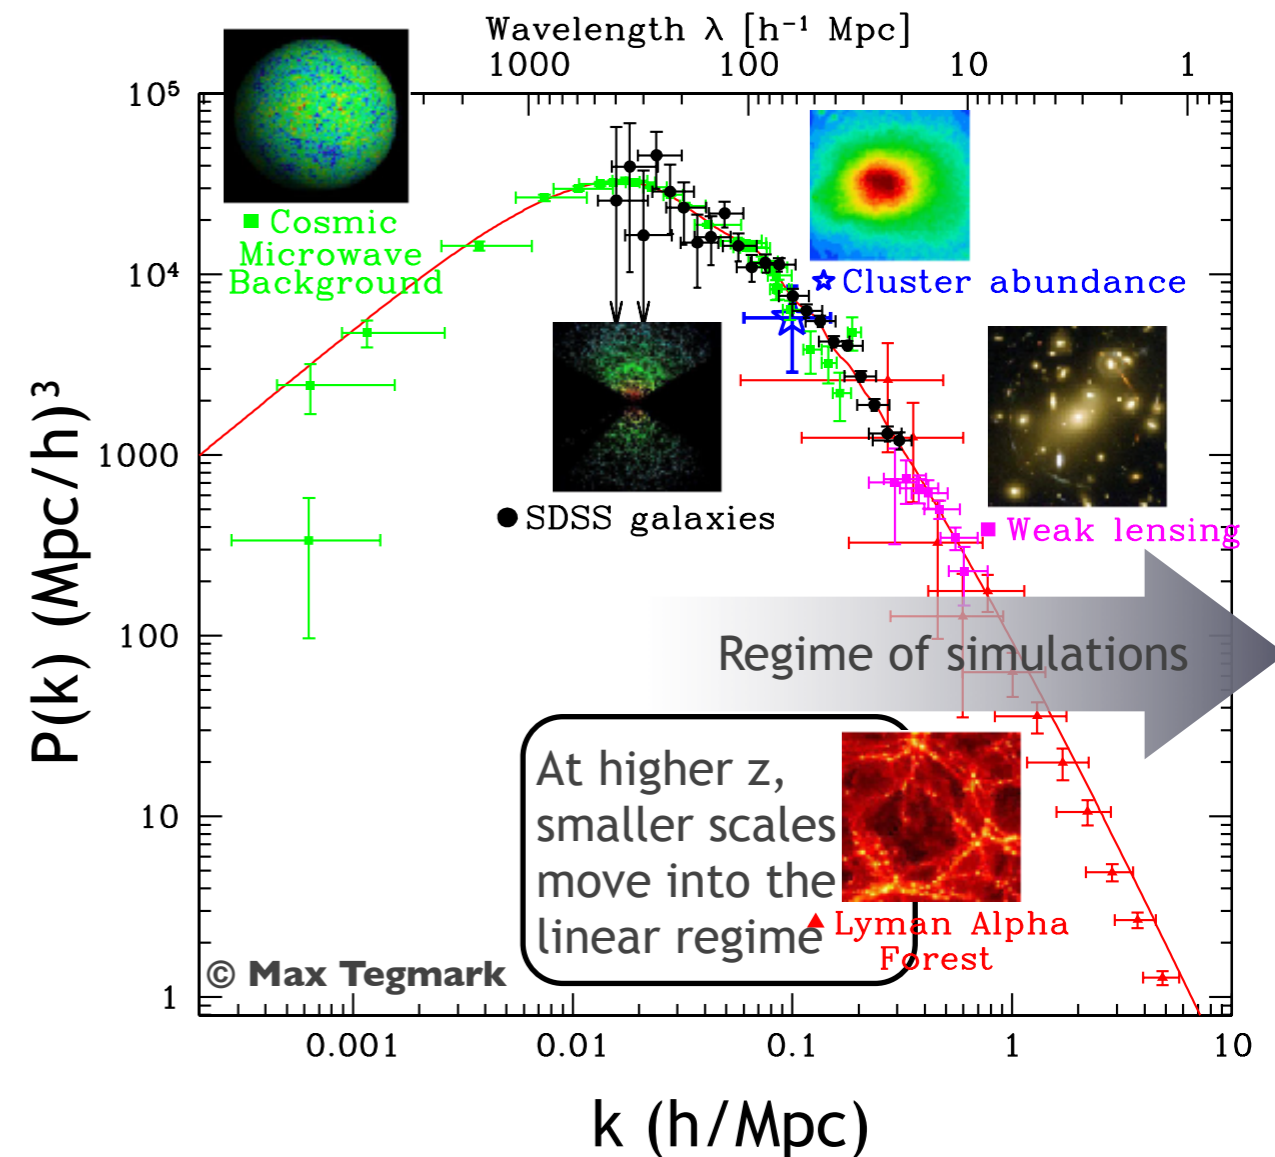 Wavelength λ [h⁻¹ Mpc]
1000 100 10 1
10⁵
10⁴
1000
100
10
1
P(k) (Mpc/h)³
Cosmic
Microwave
Background
Cluster abundance
SDSS galaxies
Weak lensing
Regime of simulations
At higher z,
smaller scales
move into the
linear regime
Lyman Alpha
Forest
© Max Tegmark
0.001 0.01 0.1 1 10
k (h/Mpc)